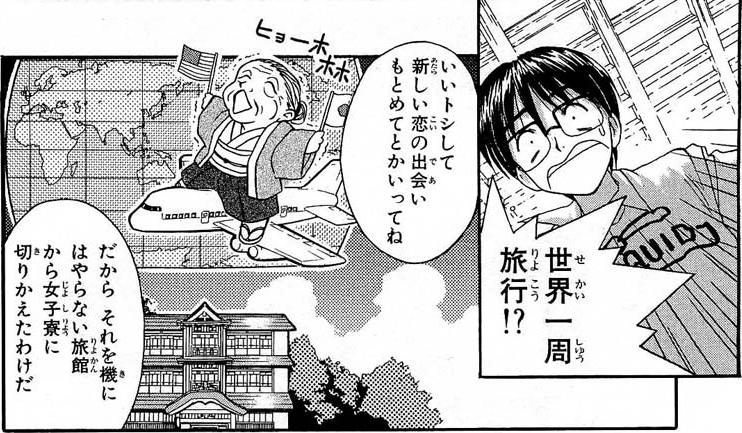 世界一周
旅行!?
LIQUID
ヒョーホ
ホホ
いいトシして
新しい恋の出会い
もとめてとかいってね
だから それを機に
はやらない旅館
から女子寮に
切りかえたわけだ